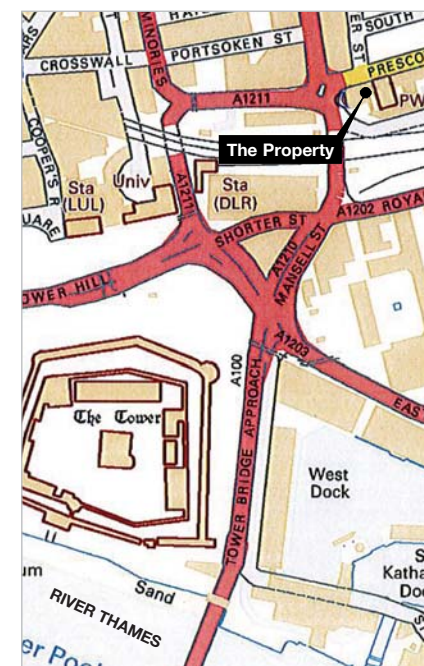 SOUTH
PORTSOKEN ST
MINORIES
CROSSWALL
PRESCO
A1211
PW
The Property
COOPER'S R
Sta
(LUL)
Univ
A1211
Sta
(DLR)
A1202 ROYA
SHORTER ST
A1210
MANSELL ST
UARE
OWER HILL
A1203
A100
EAS
The Tower
TOWER BRIDGE APPROACH
West
Dock
Katha
Do
um
Sand
RIVER THAMES
er Poo